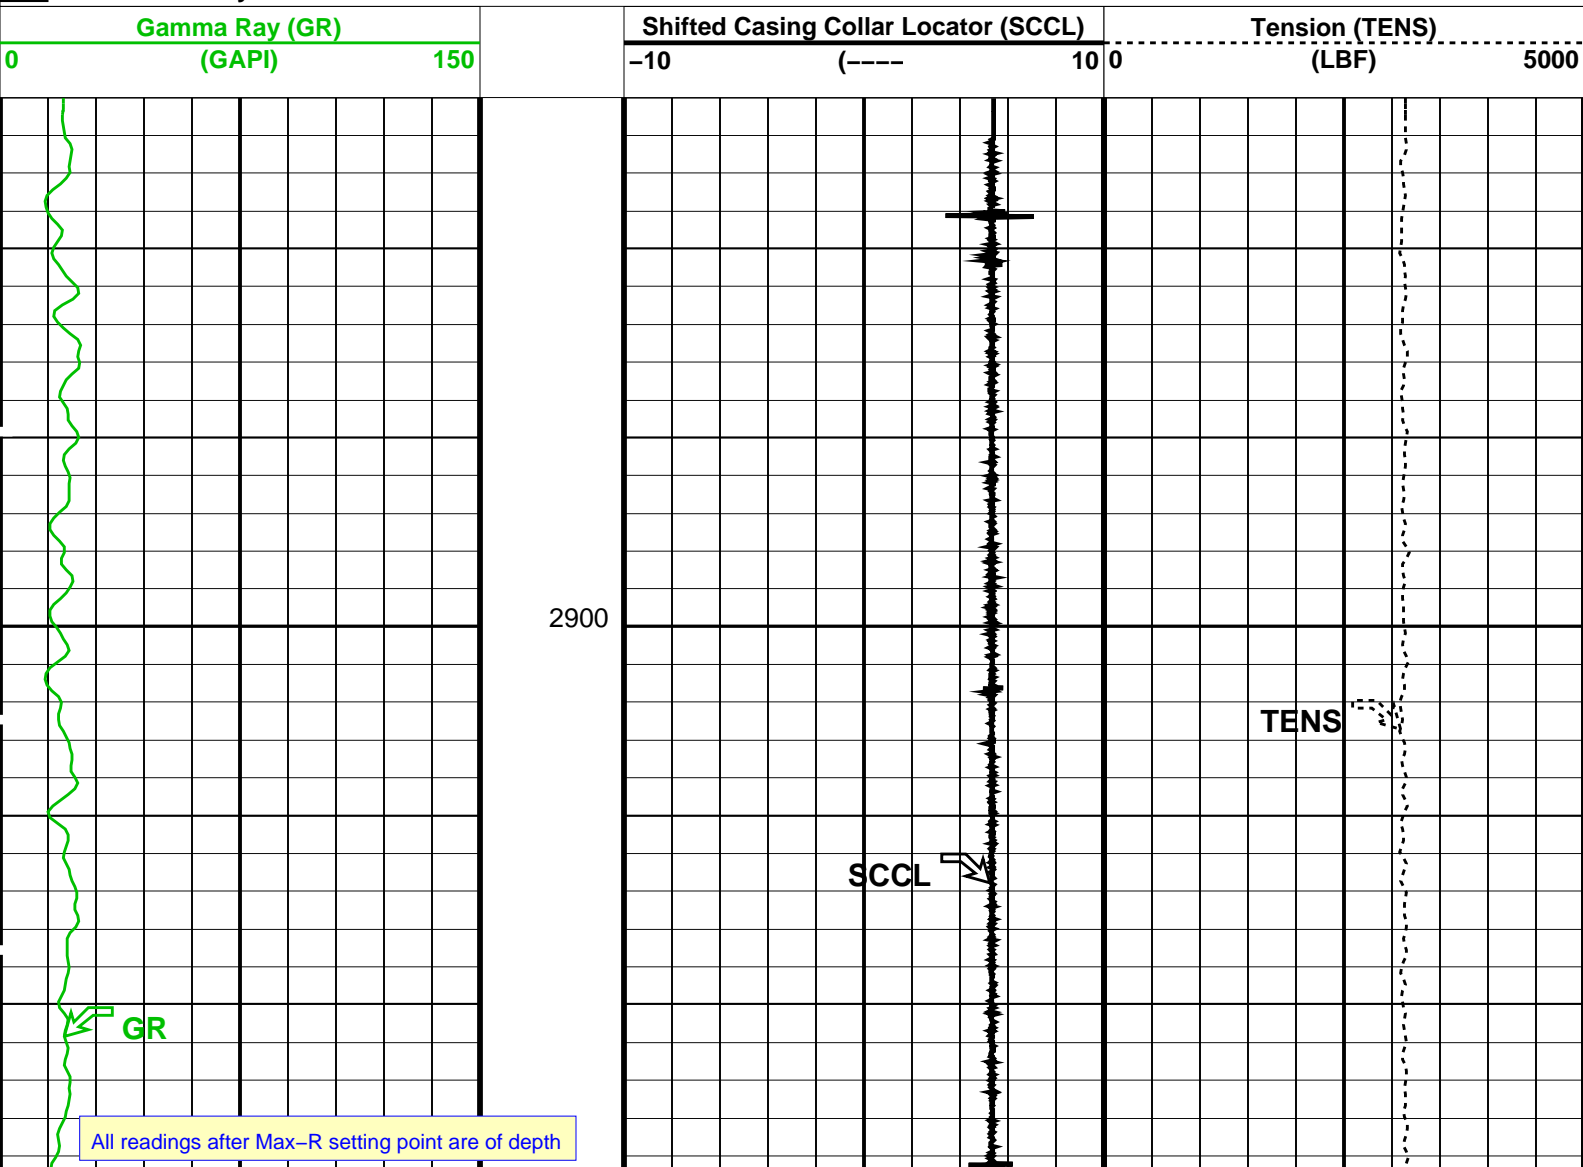 Gamma Ray (GR) Shifted Casing Collar Locator (SCCL) Tension (TENS)
0 (GAPI) 150 −10 (−−−− 10 0 (LBF) 5000
2900
TENS
SCCL
GR
All readings after Max−R setting point are of depth